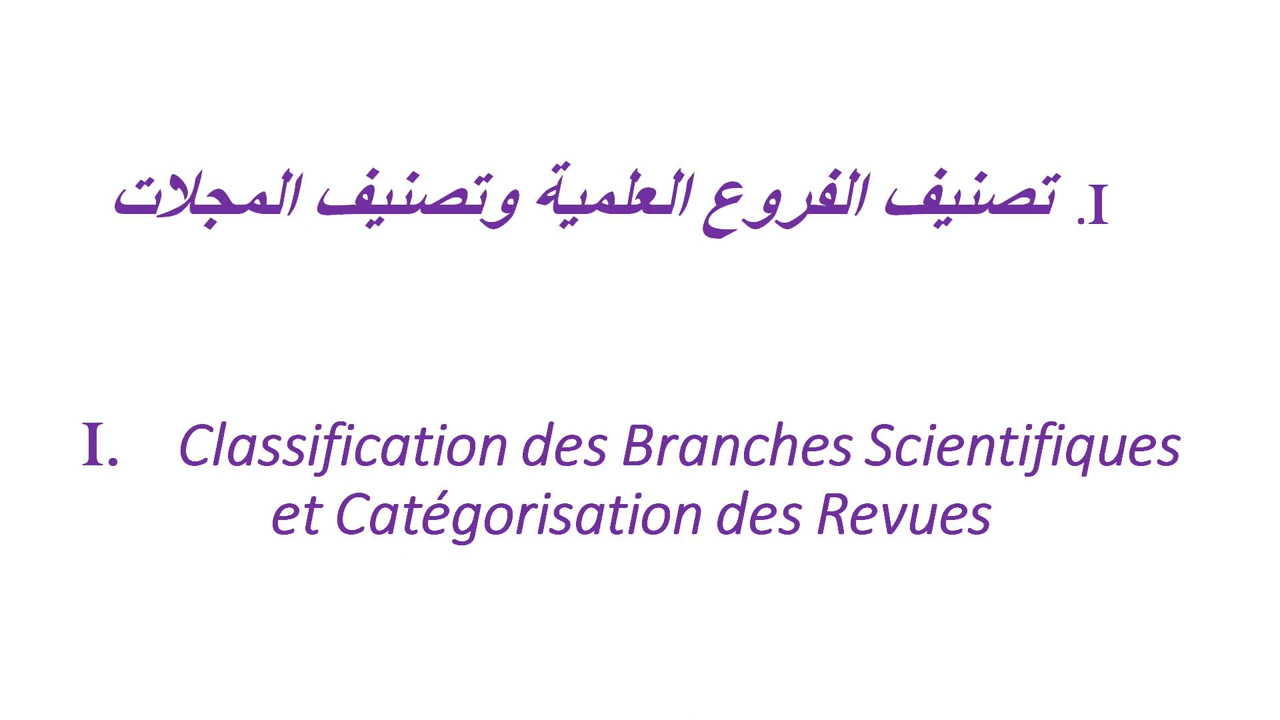 I. تصنيف الفروع العلمية وتصنيف المجلات
I. Classification des Branches Scientifiques
et Catégorisation des Revues